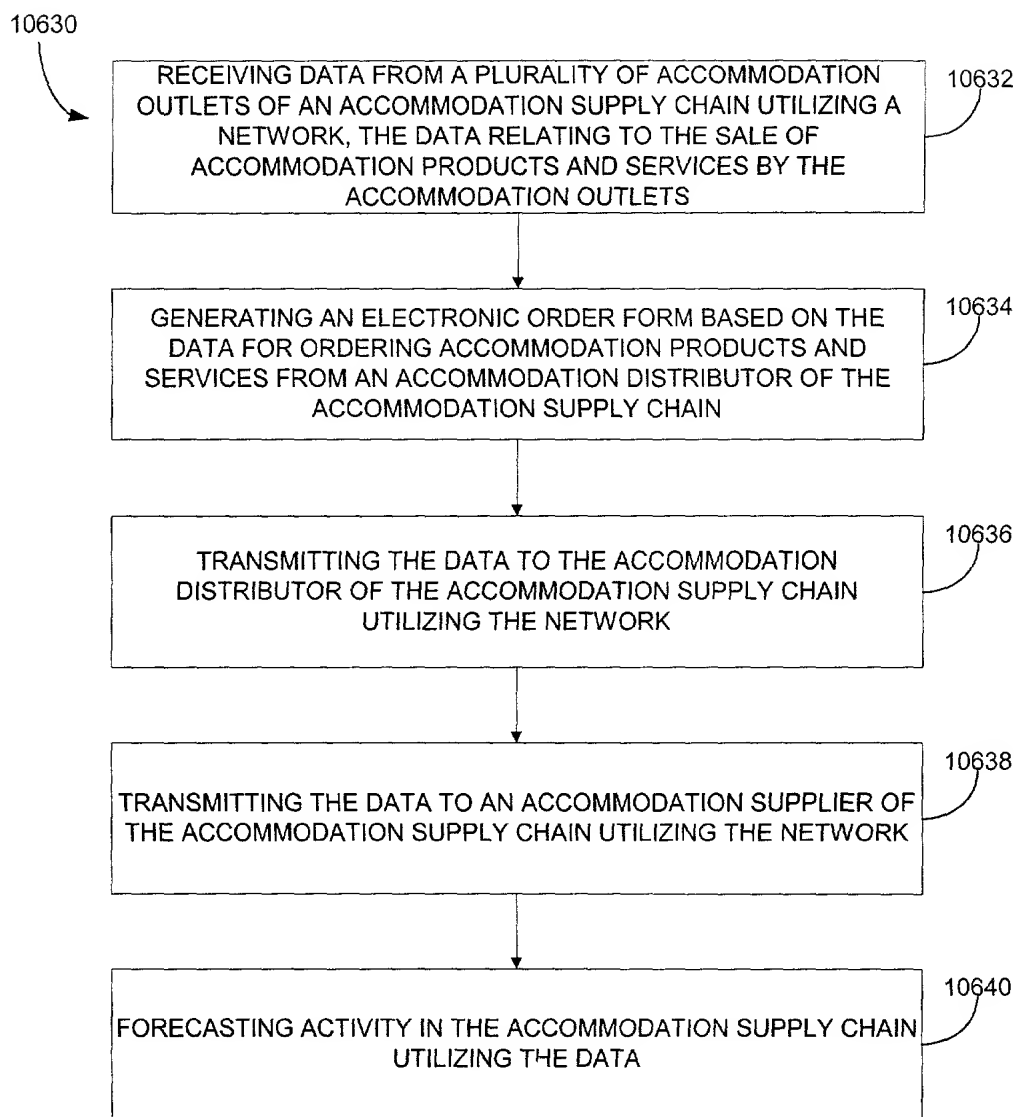 10630
RECEIVING DATA FROM A PLURALITY OF ACCOMMODATION
OUTLETS OF AN ACCOMMODATION SUPPLY CHAIN UTILIZING A
NETWORK, THE DATA RELATING TO THE SALE OF
ACCOMMODATION PRODUCTS AND SERVICES BY THE
ACCOMMODATION OUTLETS
10632
GENERATING AN ELECTRONIC ORDER FORM BASED ON THE
DATA FOR ORDERING ACCOMMODATION PRODUCTS AND
SERVICES FROM AN ACCOMMODATION DISTRIBUTOR OF THE
ACCOMMODATION SUPPLY CHAIN
10634
TRANSMITTING THE DATA TO THE ACCOMMODATION
DISTRIBUTOR OF THE ACCOMMODATION SUPPLY CHAIN
UTILIZING THE NETWORK
10636
TRANSMITTING THE DATA TO AN ACCOMMODATION SUPPLIER OF
THE ACCOMMODATION SUPPLY CHAIN UTILIZING THE NETWORK
10638
FORECASTING ACTIVITY IN THE ACCOMMODATION SUPPLY CHAIN
UTILIZING THE DATA
10640